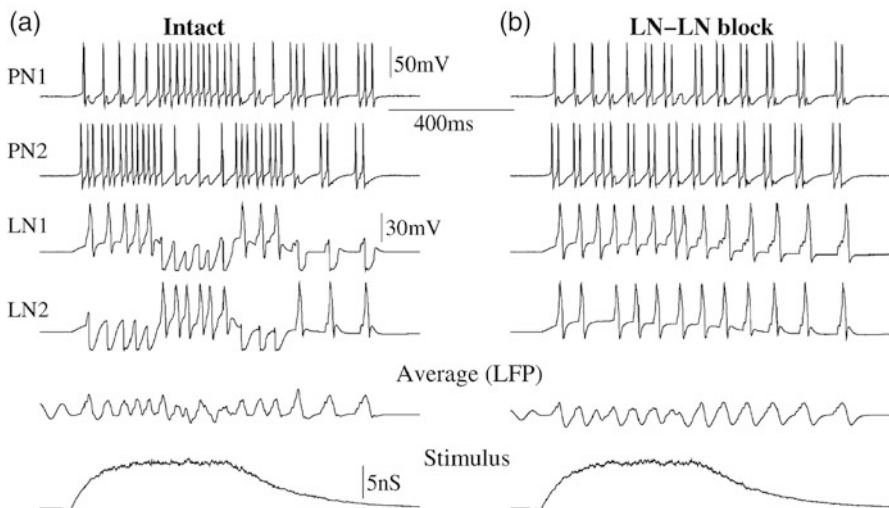 (a) Intact
(b) LN–LN block
PN1
50mV
400ms
PN2
LN1
30mV
LN2
Average (LFP)
Stimulus
5nS